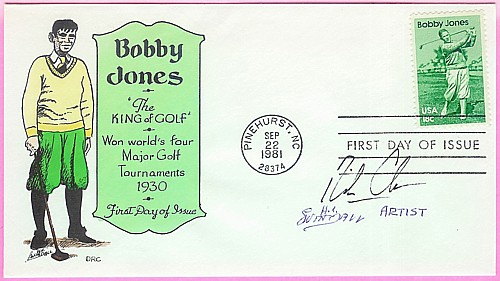 Bobby
Jones
"The
KING of GOLF"
Won world's four
Major Golf
Tournaments
1930
First Day of Issue
DRC
Bobby Jones
USA
18c
PINEHURST, NC
SEP
22
1981
28374
FIRST DAY OF ISSUE
ARTIST